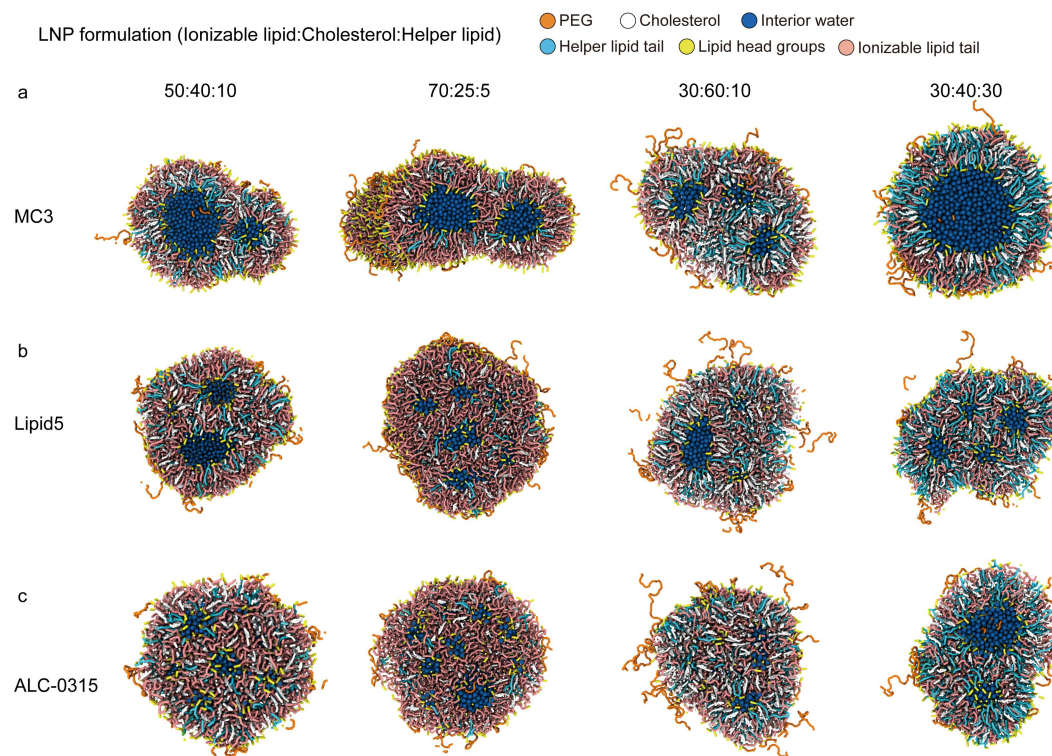 LNP formulation (Ionizable lipid:Cholesterol:Helper lipid)
PEG Cholesterol Interior water
Helper lipid tail Lipid head groups Ionizable lipid tail
a 50:40:10 70:25:5 30:60:10 30:40:30
MC3
b
Lipid5
c
ALC-0315